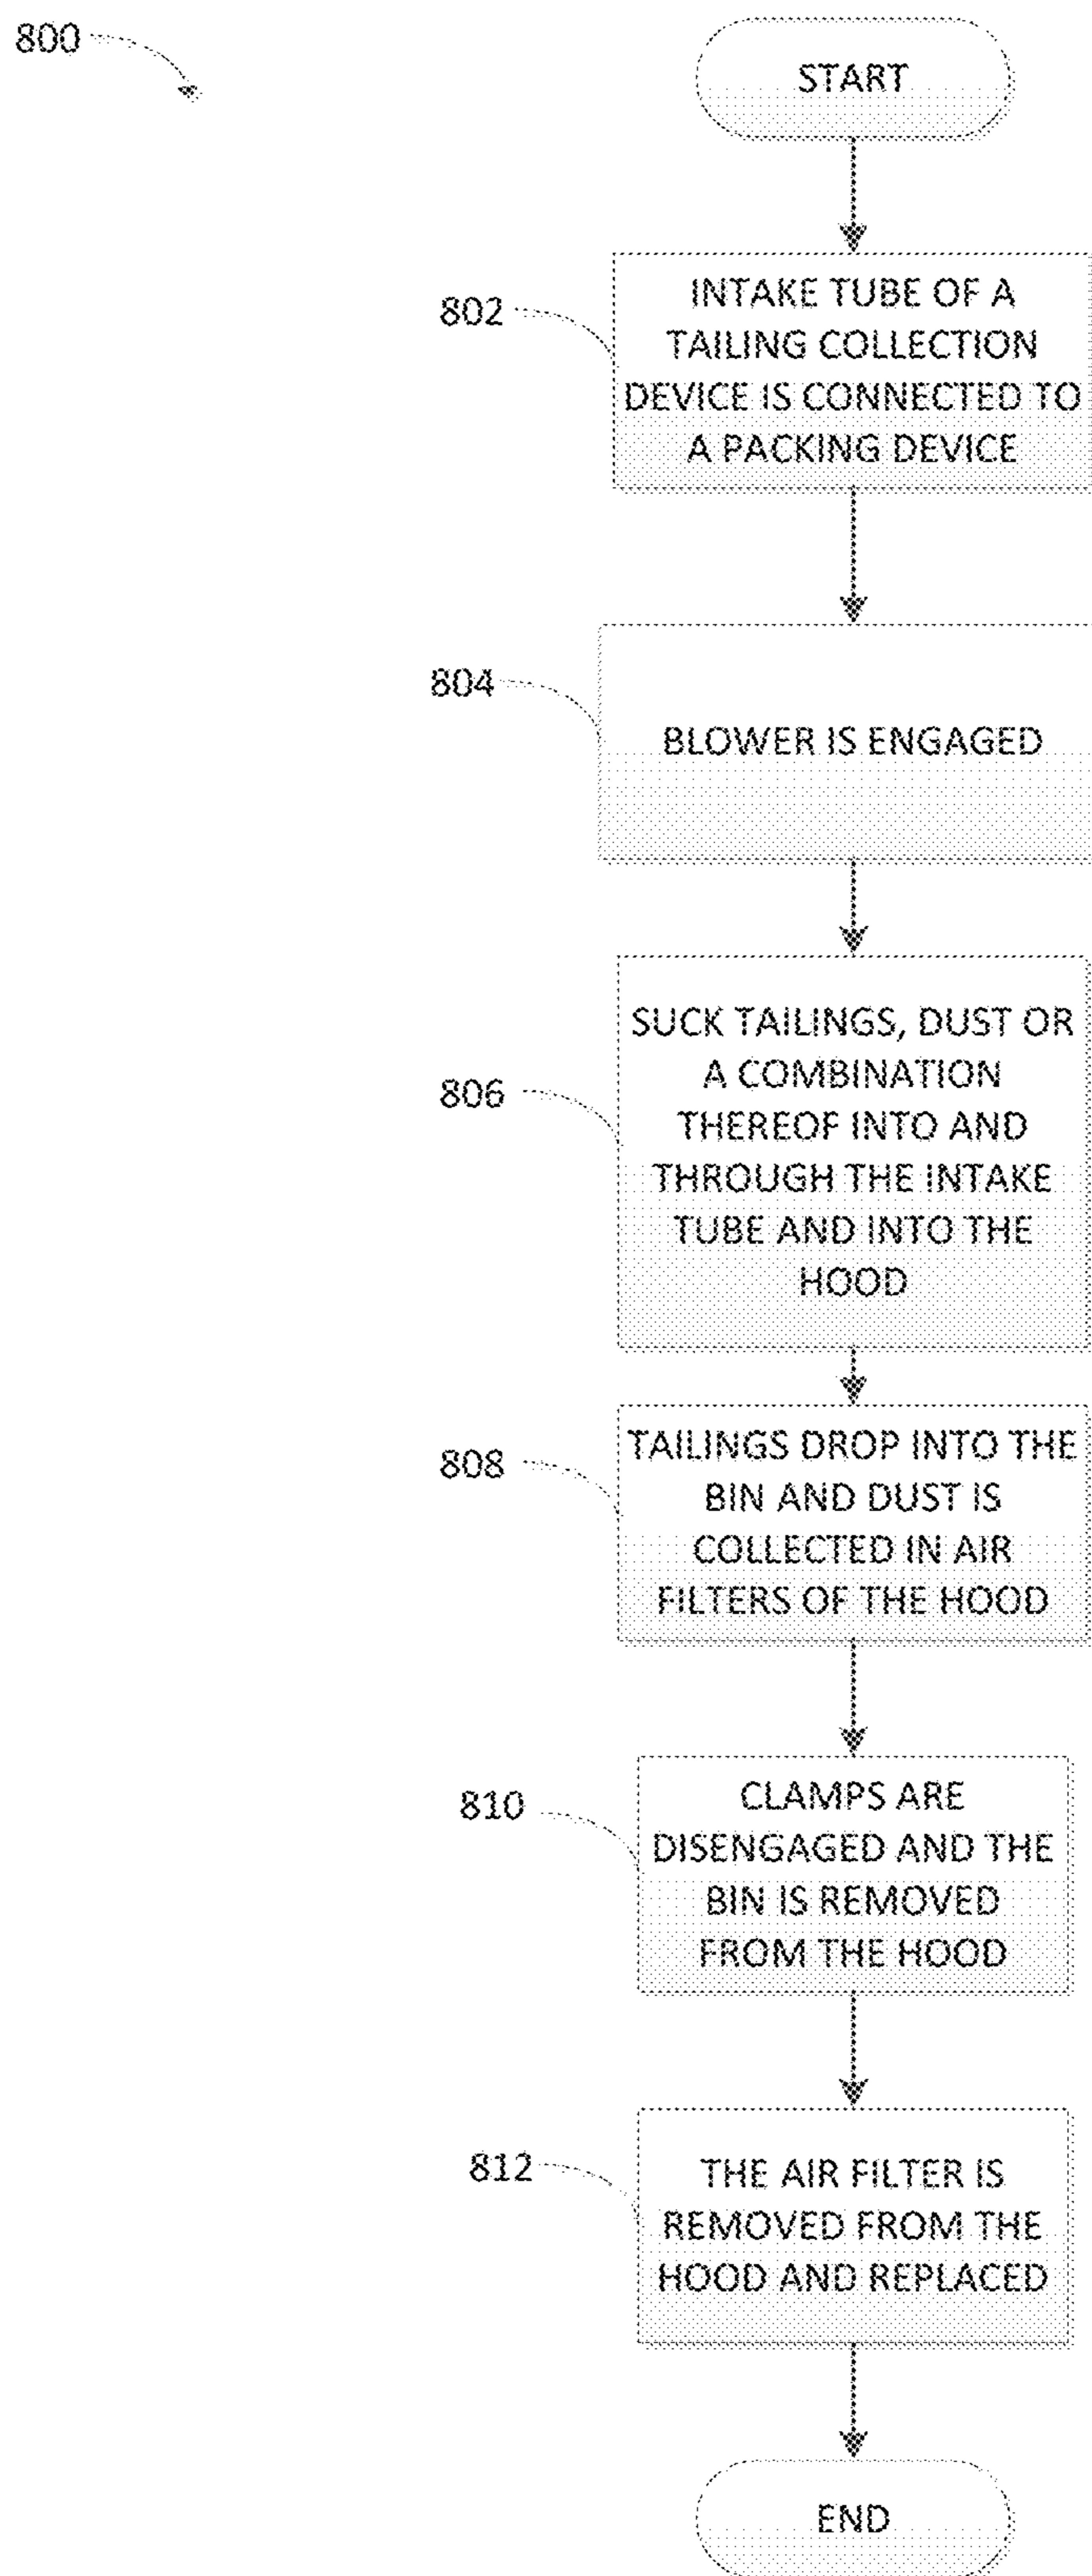 800
START
802
INTAKE TUBE OF A
TAILING COLLECTION
DEVICE IS CONNECTED TO
A PACKING DEVICE
804
BLOWER IS ENGAGED
806
SUCK TAILINGS, DUST OR
A COMBINATION
THEREOF INTO AND
THROUGH THE INTAKE
TUBE AND INTO THE
HOOD
808
TAILINGS DROP INTO THE
BIN AND DUST IS
COLLECTED IN AIR
FILTERS OF THE HOOD
810
CLAMPS ARE
DISENGAGED AND THE
BIN IS REMOVED
FROM THE HOOD
812
THE AIR FILTER IS
REMOVED FROM THE
HOOD AND REPLACED
END